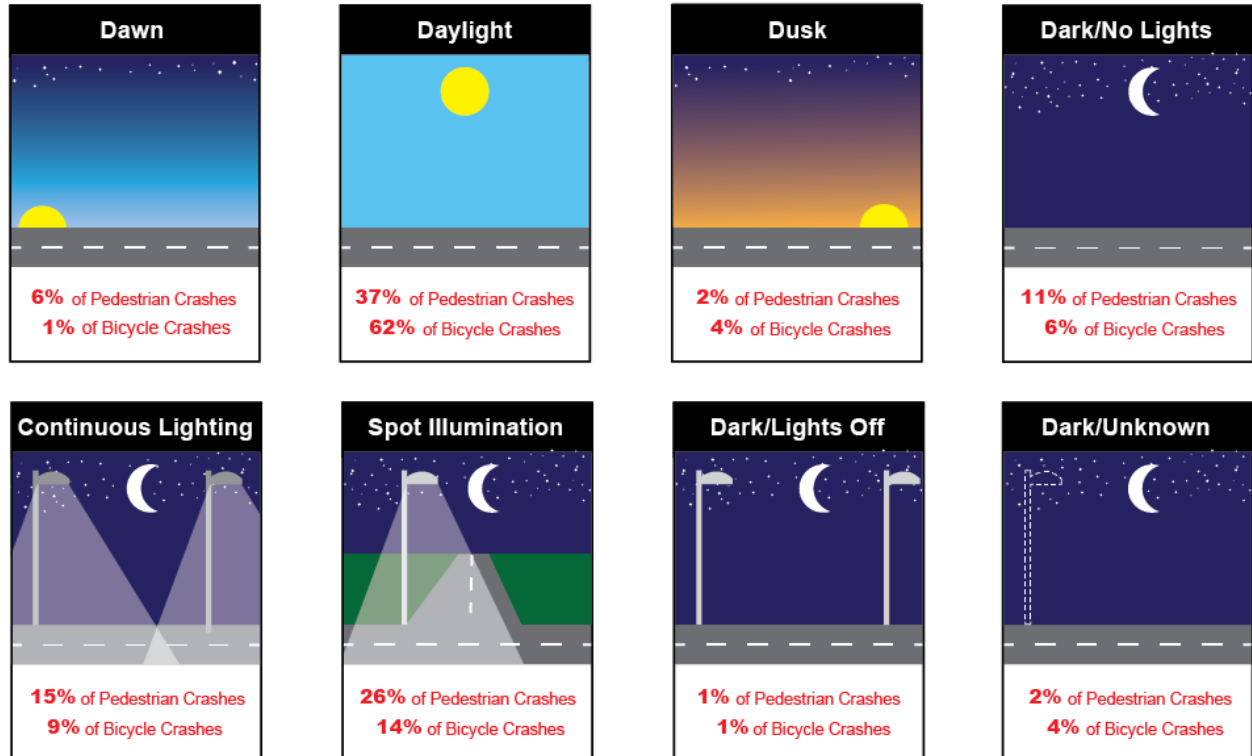 Dawn
6% of Pedestrian Crashes
1% of Bicycle Crashes
Daylight
37% of Pedestrian Crashes
62% of Bicycle Crashes
Dusk
2% of Pedestrian Crashes
4% of Bicycle Crashes
Dark/No Lights
11% of Pedestrian Crashes
6% of Bicycle Crashes
Continuous Lighting
15% of Pedestrian Crashes
9% of Bicycle Crashes
Spot Illumination
26% of Pedestrian Crashes
14% of Bicycle Crashes
Dark/Lights Off
1% of Pedestrian Crashes
1% of Bicycle Crashes
Dark/Unknown
2% of Pedestrian Crashes
4% of Bicycle Crashes